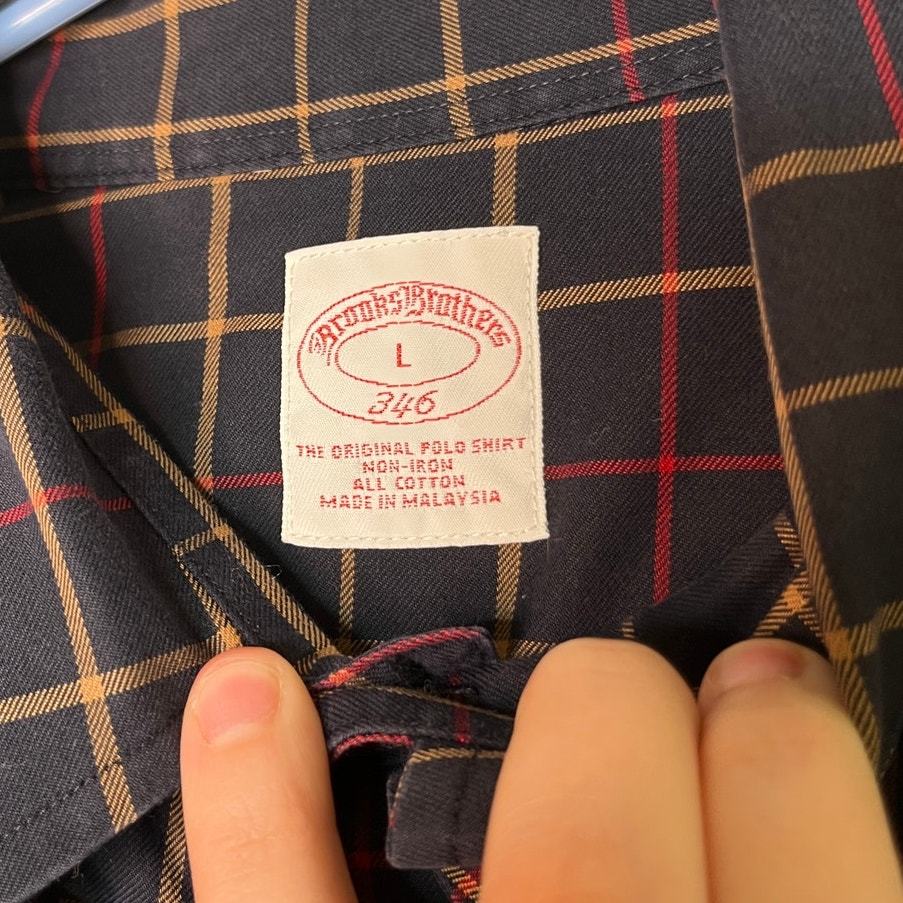 Brooks Brothers
L
346
THE ORIGINAL POLO SHIRT
NON-IRON
ALL COTTON
MADE IN MALAYSIA